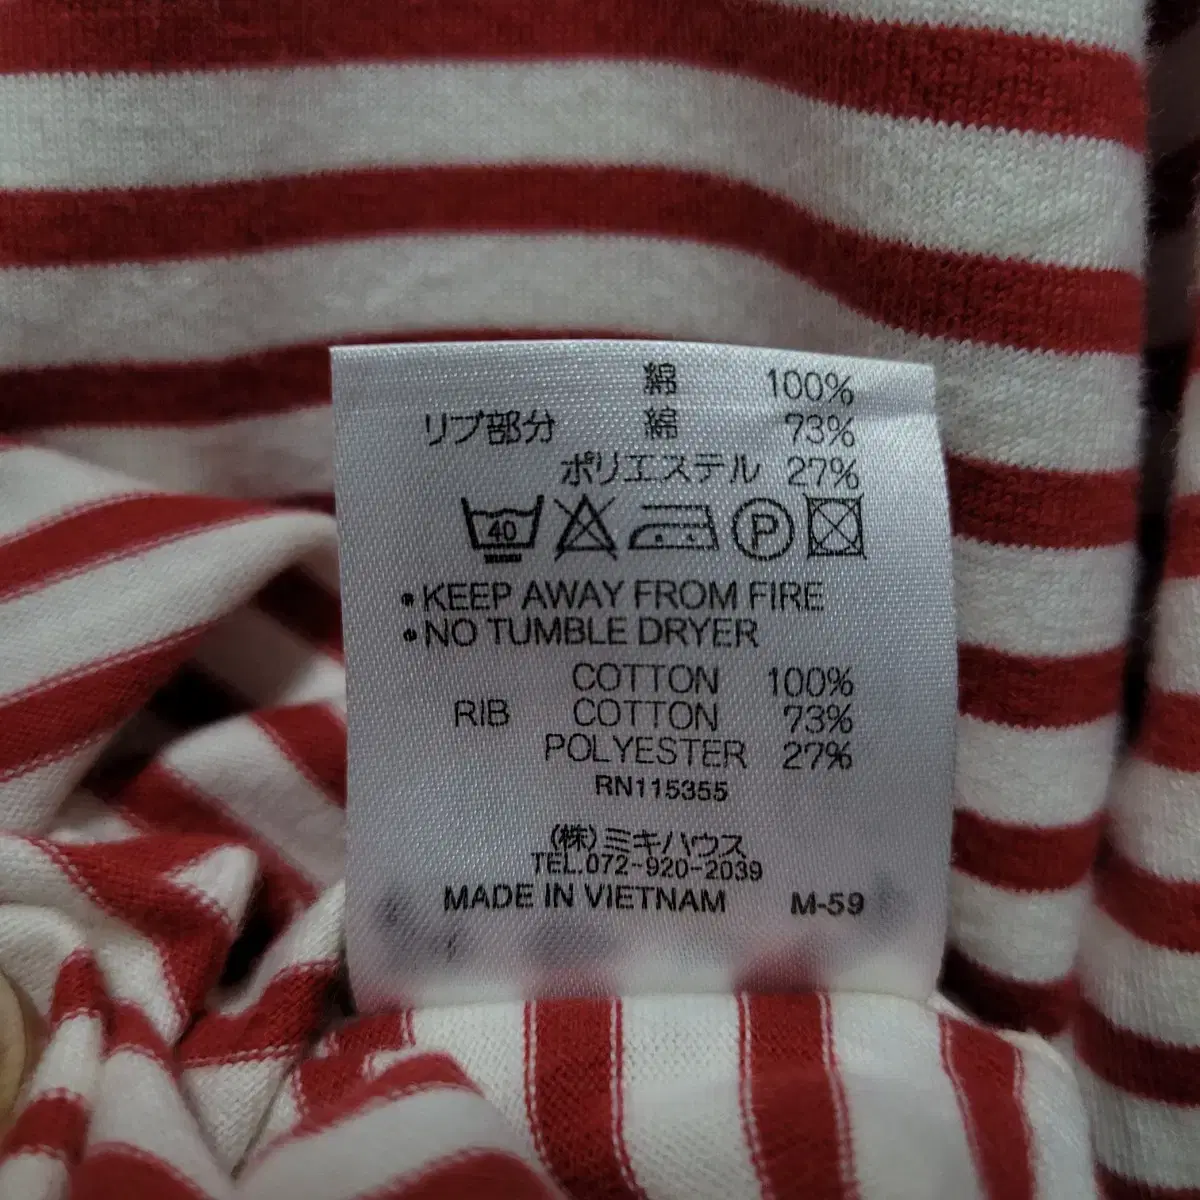 綿 100%
リブ部分 綿 73%
ポリエステル 27%
40 P
•KEEP AWAY FROM FIRE
•NO TUMBLE DRYER
COTTON 100%
RIB COTTON 73%
POLYESTER 27%
RN115355
(株)ミキハウス
TEL.072-920-2039
MADE IN VIETNAM M-59